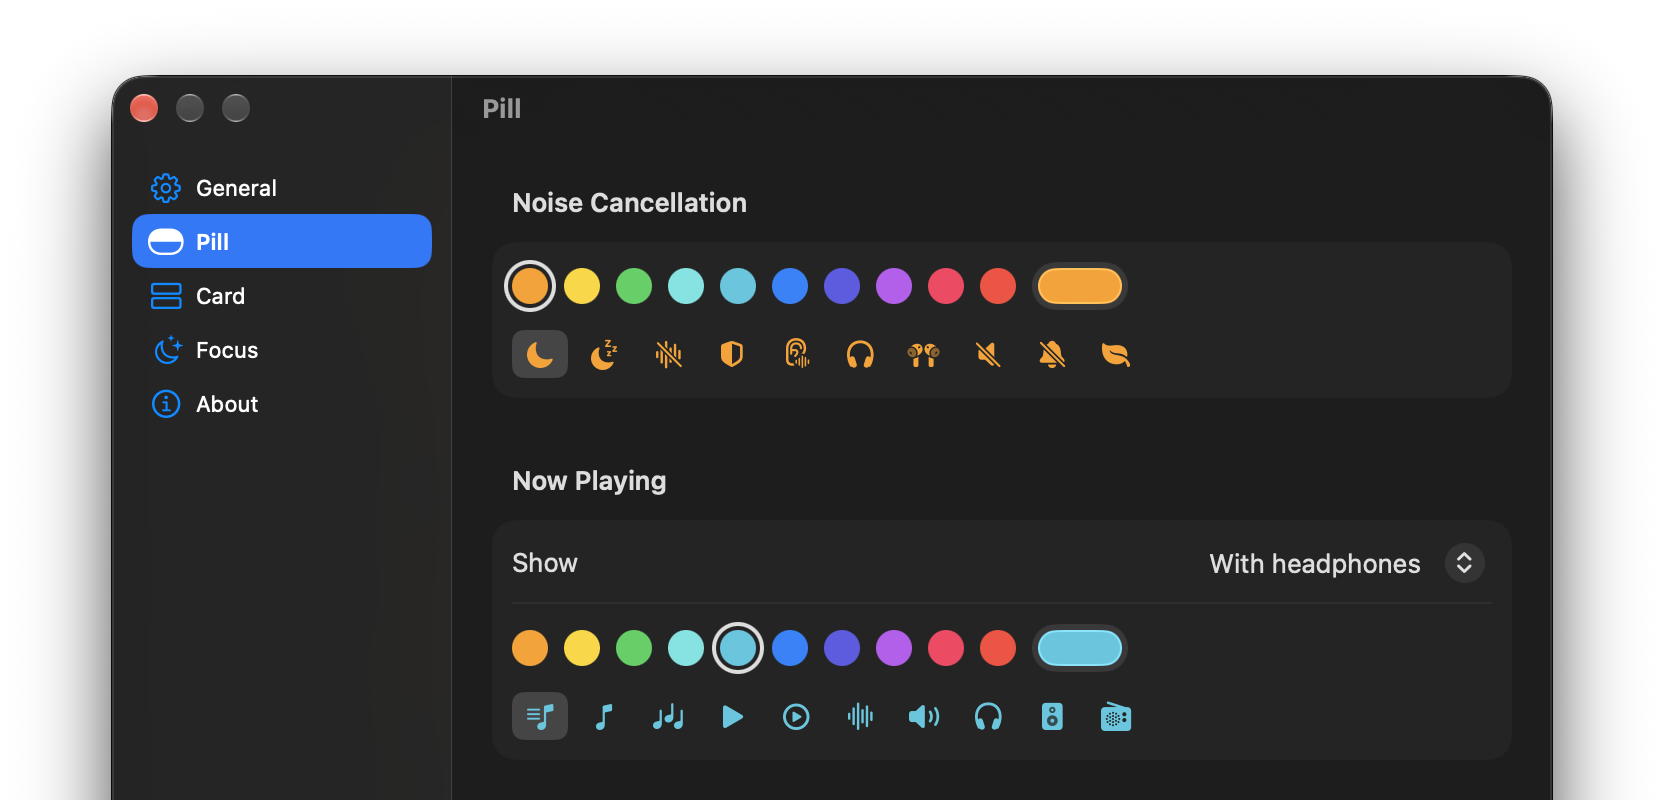 Pill
General
Pill
Card
Focus
About
Noise Cancellation
Now Playing
Show
With headphones